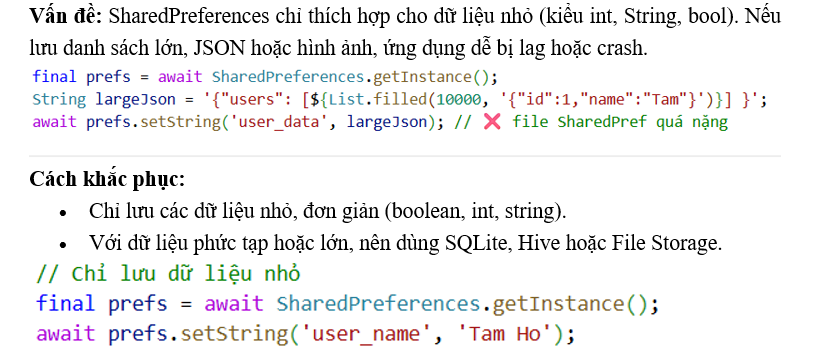 Vấn đề: SharedPreferences chỉ thích hợp cho dữ liệu nhỏ (kiểu int, String, bool). Nếu
lưu danh sách lớn, JSON hoặc hình ảnh, ứng dụng dễ bị lag hoặc crash.
final prefs = await SharedPreferences.getInstance();
String largeJson = '{"users": [${List.filled(10000, '{"id":1,"name":"Tam"}')}] }';
await prefs.setString('user_data', largeJson); // ❌ file SharedPref quá nặng
Cách khắc phục:
• Chỉ lưu các dữ liệu nhỏ, đơn giản (boolean, int, string).
• Với dữ liệu phức tạp hoặc lớn, nên dùng SQLite, Hive hoặc File Storage.
// Chỉ lưu dữ liệu nhỏ
final prefs = await SharedPreferences.getInstance();
await prefs.setString('user_name', 'Tam Ho');